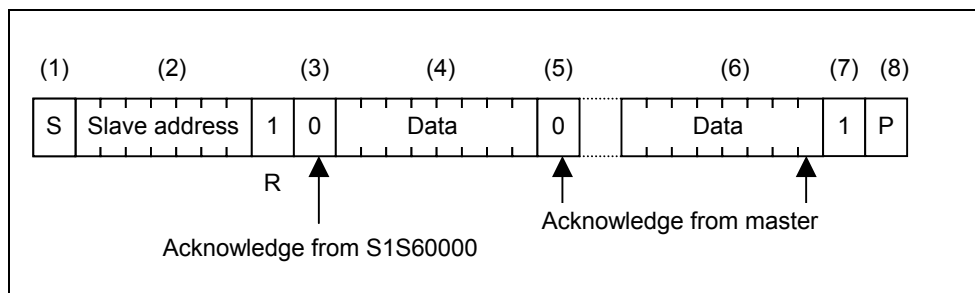 (1) (2) (3) (4) (5) (6) (7) (8)
S Slave address 1 0 Data 0 Data 1 P
R
Acknowledge from master
Acknowledge from S1S60000